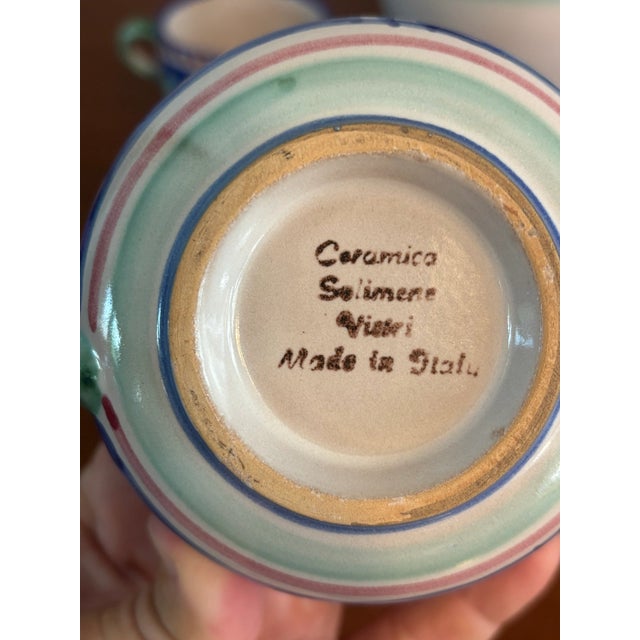 Ceramica
Solimene
Vietri
Made in Italy